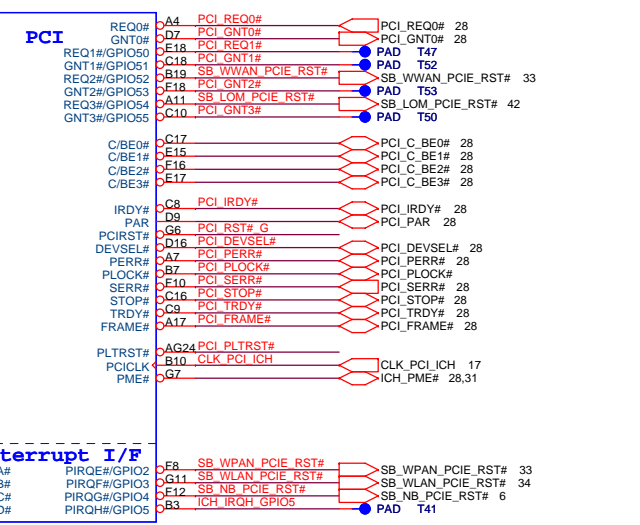 PCI
REQ0# A4 PCI_REQ0# PCI_REQ0# 28
GNT0# D7 PCI_GNT0# PCI_GNT0# 28
REQ1#/GPIO50 E18 PCI_REQ1# PAD T47
GNT1#/GPIO51 C18 PCI_GNT1# PAD T52
REQ2#/GPIO52 B19 SB_WWAN_PCIE_RST# SB_WWAN_PCIE_RST# 33
GNT2#/GPIO53 F18 PCI_GNT2# PAD T53
REQ3#/GPIO54 A11 SB_LOM_PCIE_RST# SB_LOM_PCIE_RST# 42
GNT3#/GPIO55 C10 PCI_GNT3# PAD T50
C/BE0# C17 PCI_C_BE0# 28
C/BE1# E15 PCI_C_BE1# 28
C/BE2# F16 PCI_C_BE2# 28
C/BE3# E17 PCI_C_BE3# 28
IRDY# C8 PCI_IRDY# PCI_IRDY# 28
PAR D9 PCI_PAR 28
PCIRST# G6 PCI_RST#_G
DEVSEL# D16 PCI_DEVSEL# PCI_DEVSEL# 28
PERR# A7 PCI_PERR# PCI_PERR# 28
PLOCK# B7 PCI_PLOCK# PCI_PLOCK#
SERR# F10 PCI_SERR# PCI_SERR# 28
STOP# C16 PCI_STOP# PCI_STOP# 28
TRDY# C9 PCI_TRDY# PCI_TRDY# 28
FRAME# A17 PCI_FRAME# PCI_FRAME# 28
PLTRST# AG24 PCI_PLTRST#
PCICLK B10 CLK_PCI_ICH CLK_PCI_ICH 17
PME# G7 ICH_PME# 28,31
terrupt I/F
A# PIRQE#/GPIO2 F8 SB_WPAN_PCIE_RST# SB_WPAN_PCIE_RST# 33
B# PIRQF#/GPIO3 G11 SB_WLAN_PCIE_RST# SB_WLAN_PCIE_RST# 34
C# PIRQG#/GPIO4 F12 SB_NB_PCIE_RST# SB_NB_PCIE_RST# 6
D# PIRQH#/GPIO5 B3 ICH_IRQH_GPIO5 PAD T41